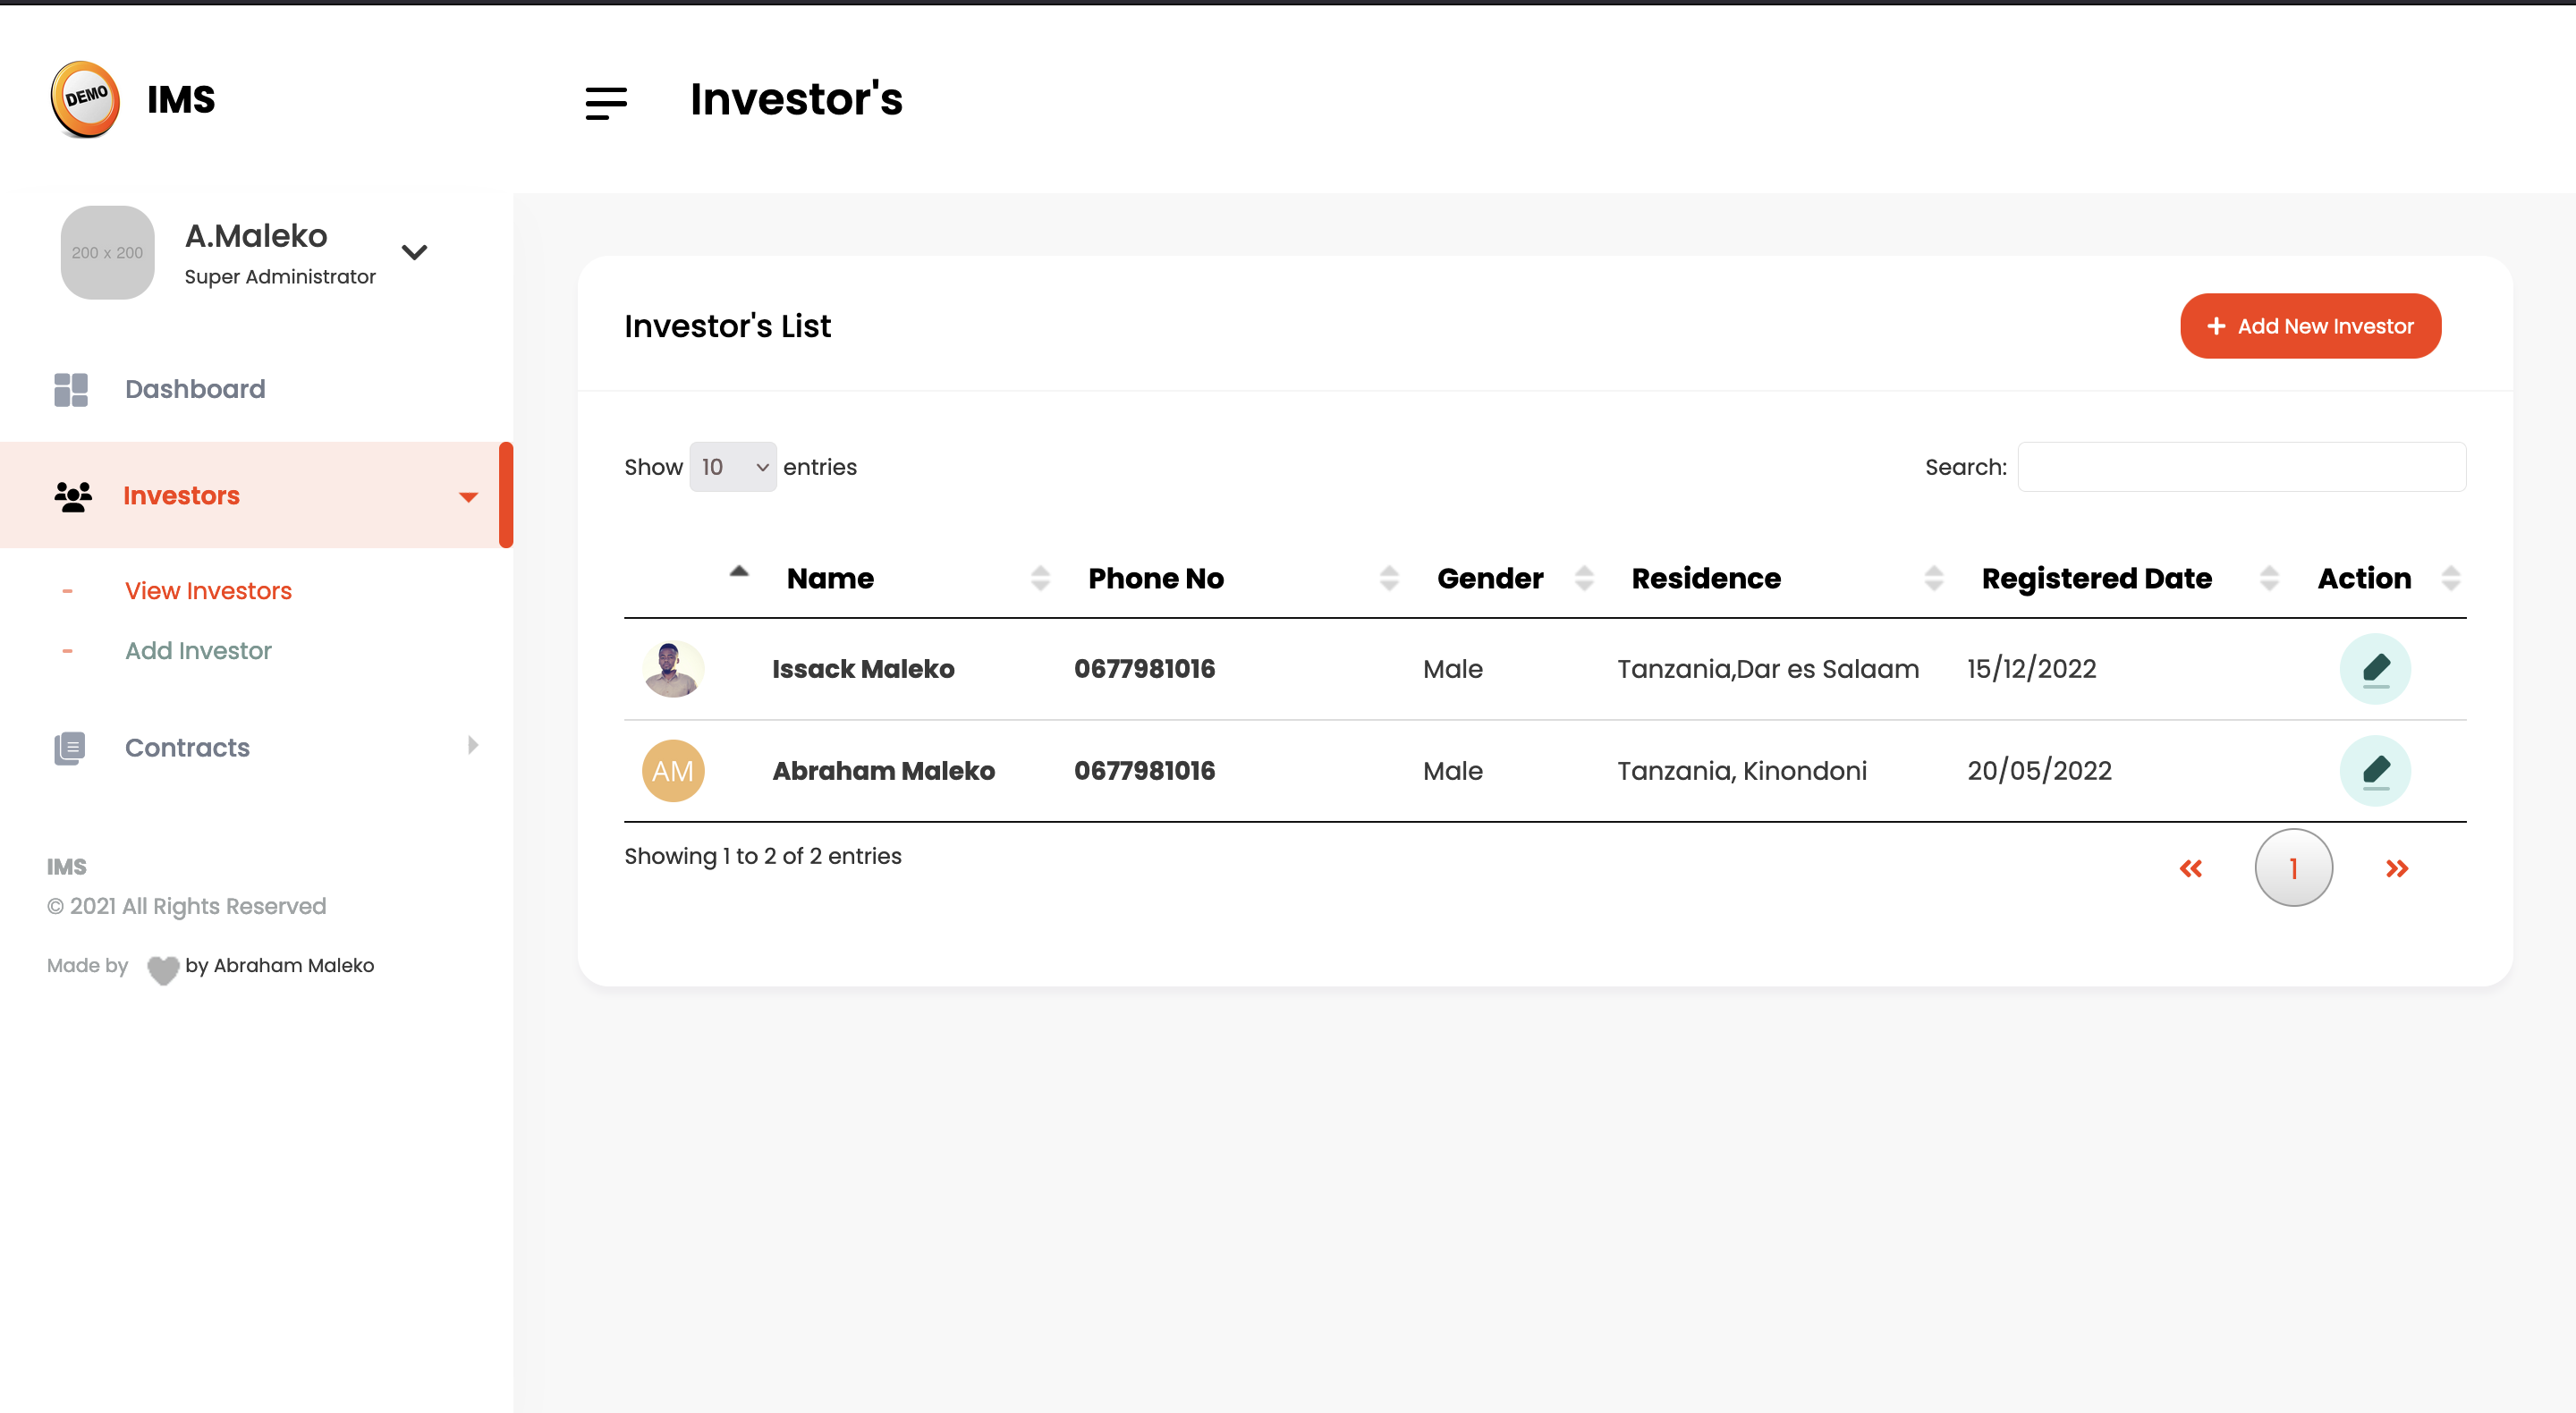 DEMO
IMS
Investor's
200 x 200
A.Maleko
Super Administrator
Dashboard
Investors
- View Investors
- Add Investor
Contracts
IMS
© 2021 All Rights Reserved
Made by by Abraham Maleko
Investor's List
+ Add New Investor
Show 10 entries
Search:
Name Phone No Gender Residence Registered Date Action
Issack Maleko 0677981016 Male Tanzania,Dar es Salaam 15/12/2022
AM Abraham Maleko 0677981016 Male Tanzania, Kinondoni 20/05/2022
Showing 1 to 2 of 2 entries
« 1 »